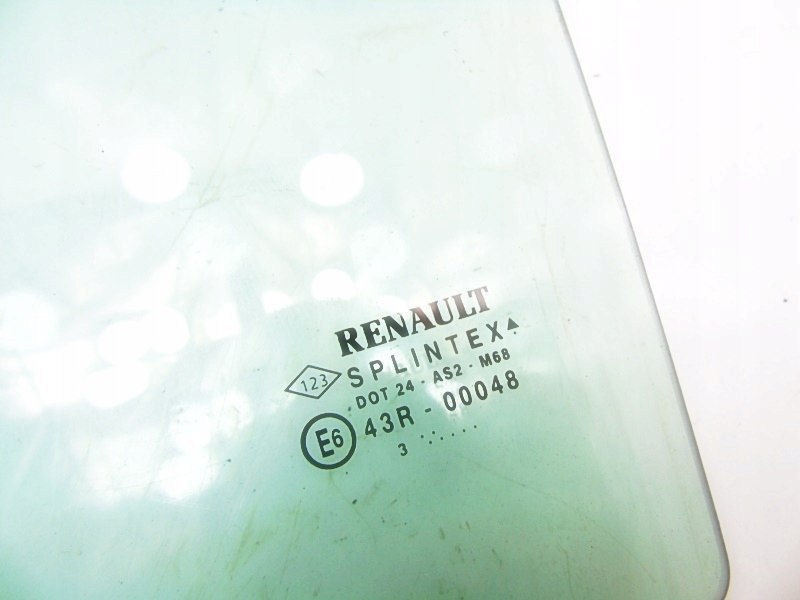 RENAULT
123 SPLINTEX▲
DOT 24 - AS2 - M68
E6 43R - 00048
3 .. .....